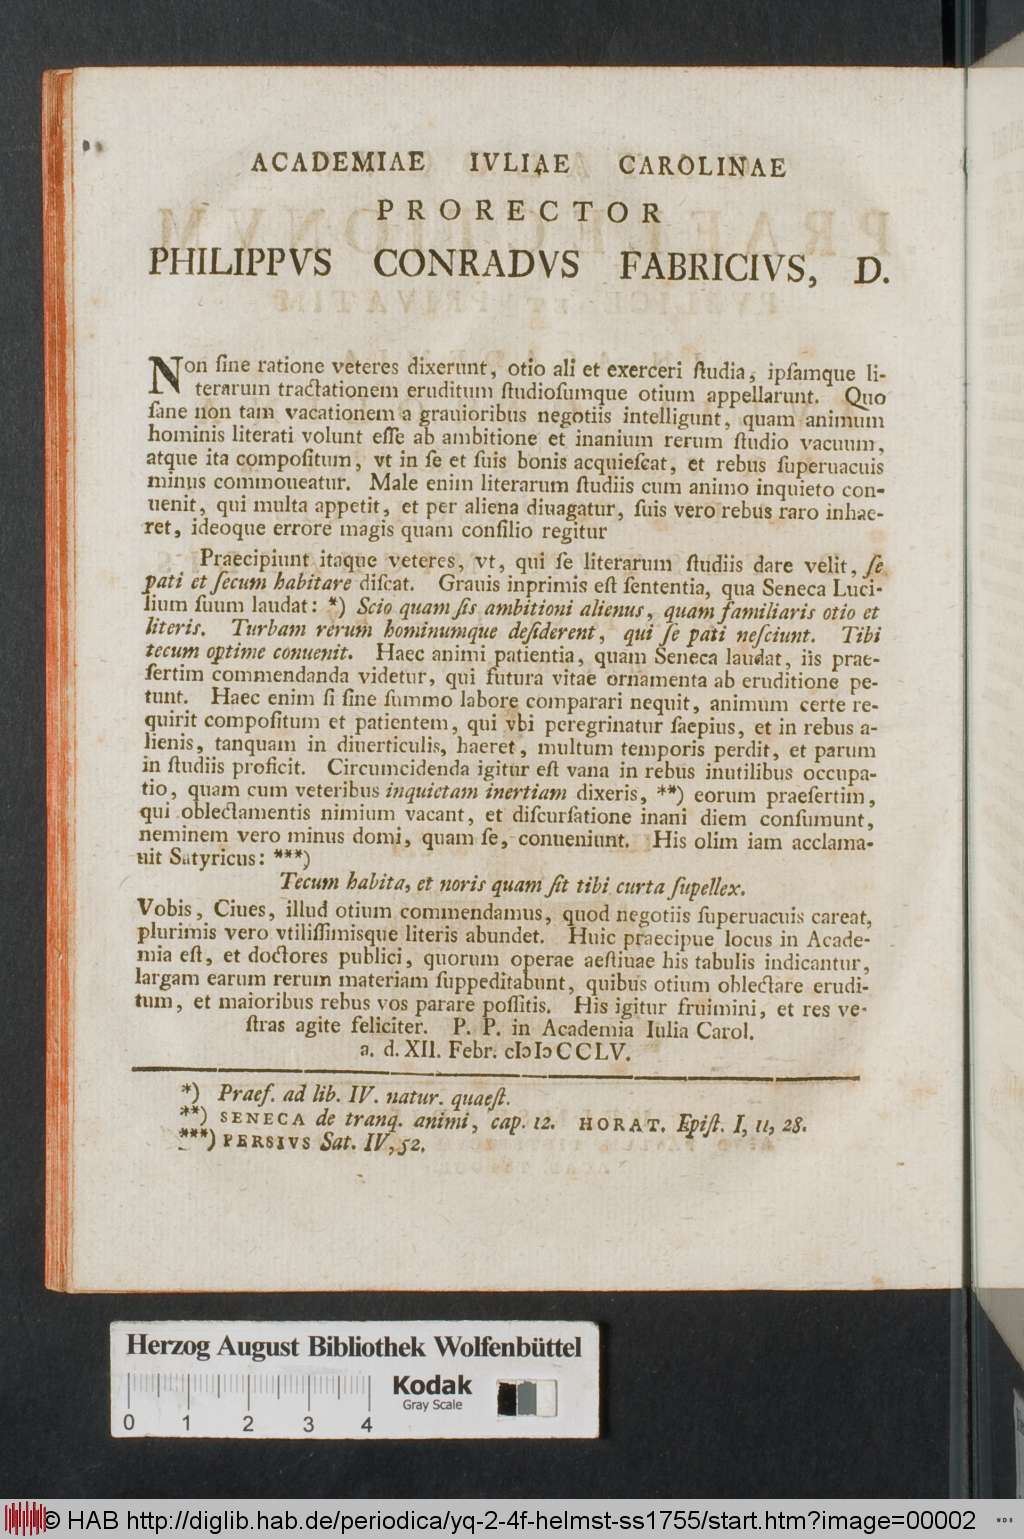 ACADEMIAE IVLIAE CAROLINAE
PRORECTOR
PHILIPPVS CONRADVS FABRICIVS, D.
Non ſine ratione veteres dixerunt, otio ali et exerceri ſtudia, ipſamque li-
terarum tractationem eruditum ſtudioſumque otium appellarunt. Quo
ſane non tam vacationem a grauioribus negotiis intelligunt, quam animum
hominis literati volunt eſſe ab ambitione et inanium rerum ſtudio vacuum,
atque ita compoſitum, vt in ſe et ſuis bonis acquieſcat, et rebus ſuperuacuis
minus commoueatur. Male enim literarum ſtudiis cum animo inquieto con-
uenit, qui multa appetit, et per aliena diuagatur, ſuis vero rebus raro inhae-
ret, ideoque errore magis quam conſilio regitur
Praecipiunt itaque veteres, vt, qui ſe literarum ſtudiis dare velit, ſe
pati et ſecum habitare diſcat. Grauis inprimis eſt ſententia, qua Seneca Luci-
lium ſuum laudat: *) Scio quam ſis ambitioni alienus, quam familiaris otio et
literis. Turbam rerum hominumque deſiderent, qui ſe pati neſciunt. Tibi
tecum optime conuenit. Haec animi patientia, quam Seneca laudat, iis prae-
ſertim commendanda videtur, qui futura vitae ornamenta ab eruditione pe-
tunt. Haec enim ſi ſine ſummo labore comparari nequit, animum certe re-
quirit compoſitum et patientem, qui vbi peregrinatur ſaepius, et in rebus a-
lienis, tanquam in diuerticulis, haeret, multum temporis perdit, et parum
in ſtudiis proficit. Circumcidenda igitur eſt vana in rebus inutilibus occupa-
tio, quam cum veteribus inquietam inertiam dixeris, **) eorum praeſertim,
qui oblectamentis nimium vacant, et diſcurſatione inani diem conſumunt,
neminem vero minus domi, quam ſe, conueniunt. His olim iam acclama-
uit Satyricus: ***)
Tecum habita, et noris quam ſit tibi curta ſupellex.
Vobis, Ciues, illud otium commendamus, quod negotiis ſuperuacuis careat,
plurimis vero vtiliſſimisque literis abundet. Huic praecipue locus in Acade-
mia eſt, et doctores publici, quorum operae aeſtiuae his tabulis indicantur,
largam earum rerum materiam ſuppeditabunt, quibus otium oblectare erudi-
tum, et maioribus rebus vos parare poſſitis. His igitur fruimini, et res ve-
ſtras agite feliciter. P. P. in Academia Iulia Carol.
a. d. XII. Febr. cIↄIↄCCLV.
*) Praef. ad lib. IV. natur. quaeſt.
**) SENECA de tranq. animi, cap. 12. HORAT. Epiſt. I, 11, 28.
***) PERSIVS Sat. IV, 52.
Herzog August Bibliothek Wolfenbüttel
0 1 2 3 4
Kodak
Gray Scale
© HAB http://diglib.hab.de/periodica/yq-2-4f-helmst-ss1755/start.htm?image=00002